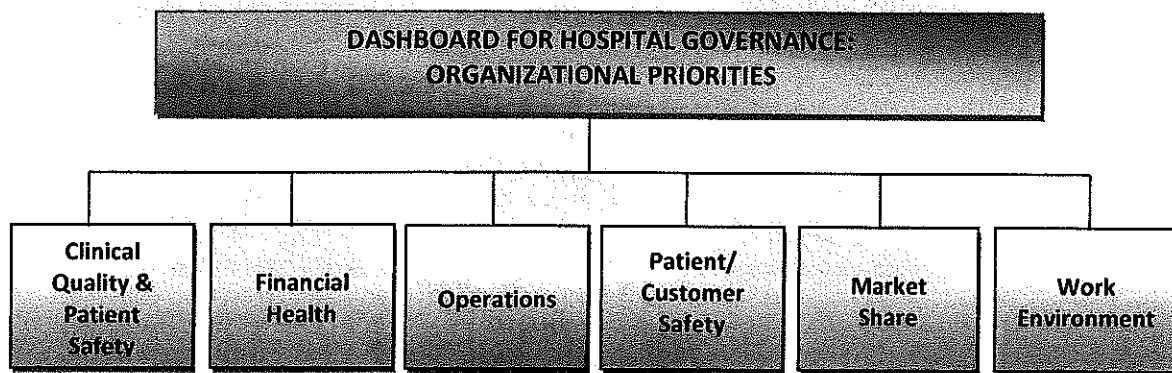 DASHBOARD FOR HOSPITAL GOVERNANCE:
ORGANIZATIONAL PRIORITIES
Clinical
Quality &
Patient
Safety
Financial
Health
Operations
Patient/
Customer
Safety
Market
Share
Work
Environment